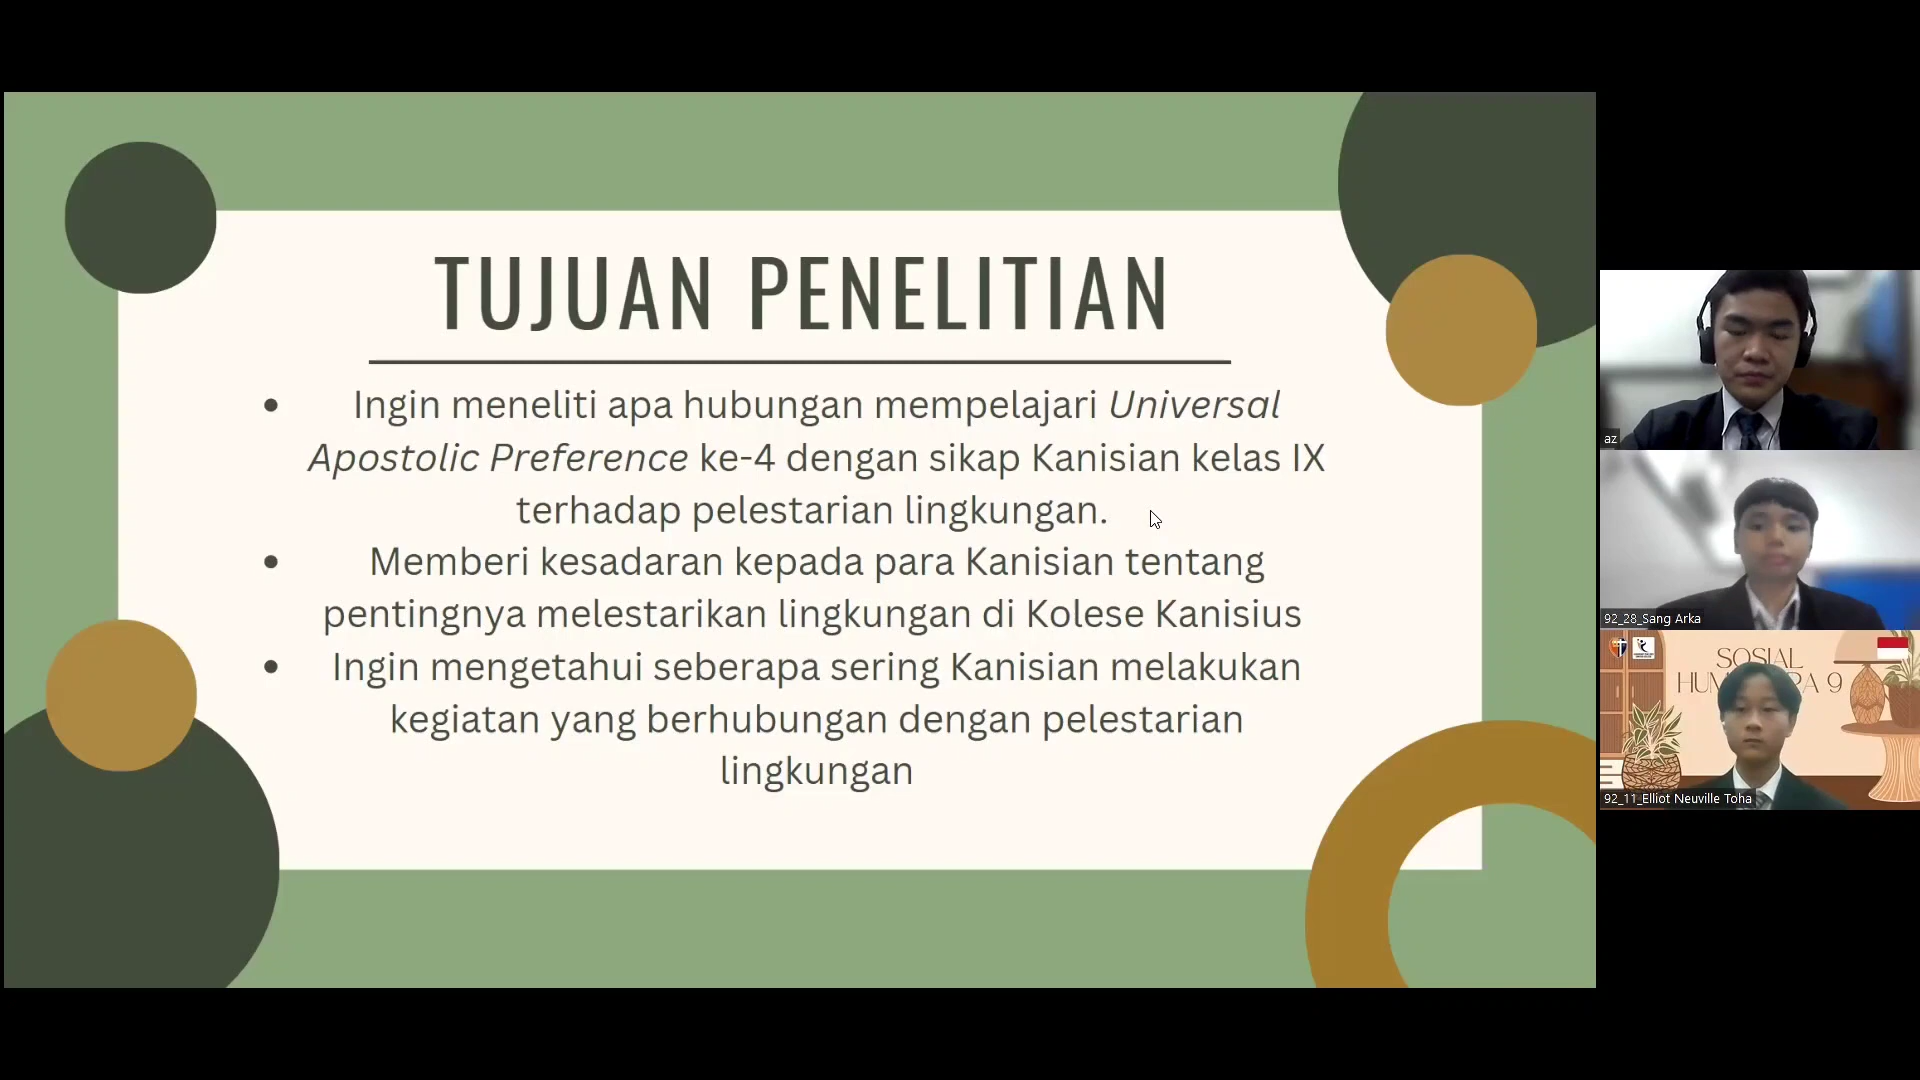 TUJUAN PENELITIAN
• Ingin meneliti apa hubungan mempelajari Universal
Apostolic Preference ke-4 dengan sikap Kanisian kelas IX
terhadap pelestarian lingkungan.
• Memberi kesadaran kepada para Kanisian tentang
pentingnya melestarikan lingkungan di Kolese Kanisius
• Ingin mengetahui seberapa sering Kanisian melakukan
kegiatan yang berhubungan dengan pelestarian
lingkungan
az
92_28_Sang Arka
SOSIAL
92_11_Elliot Neuville Toha